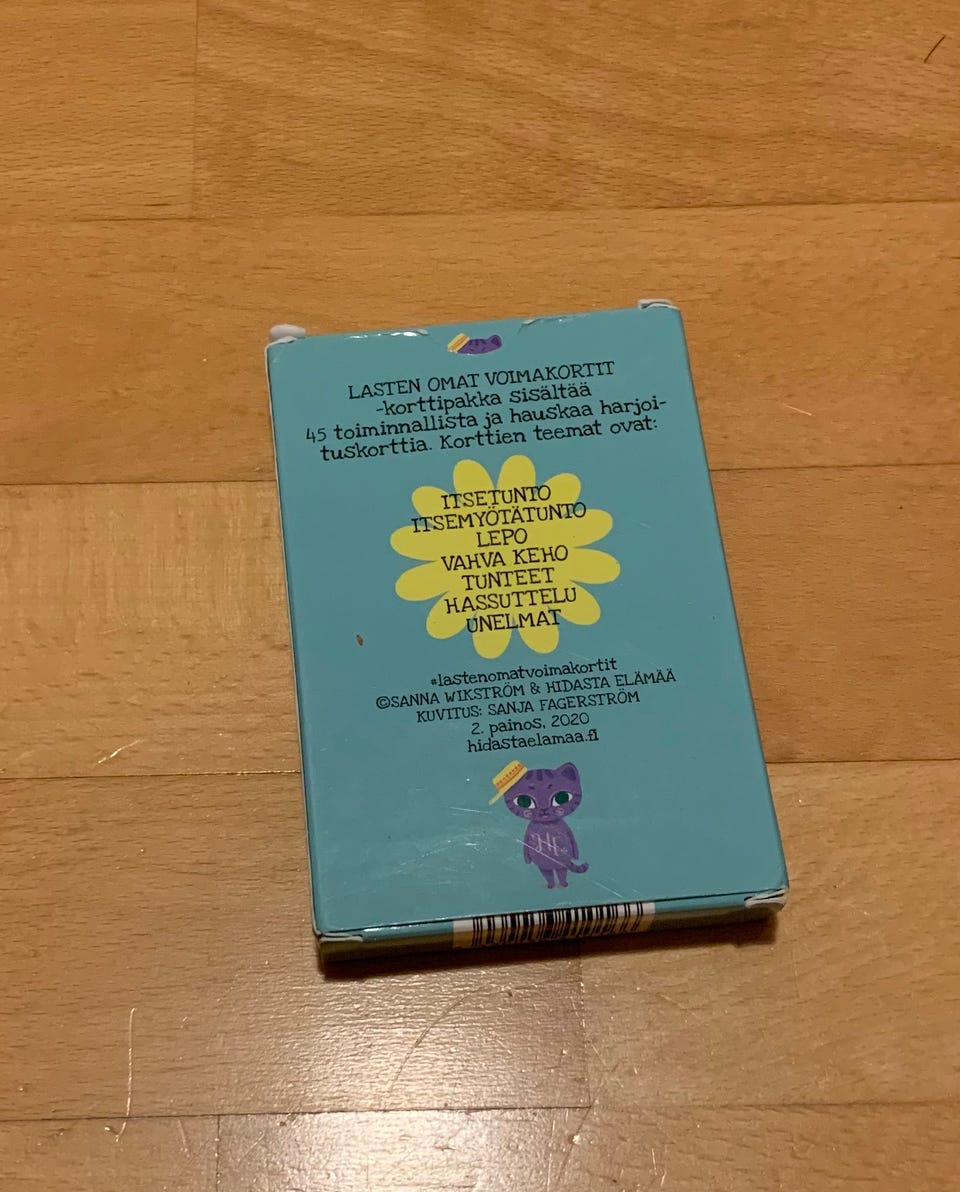 LASTEN OMAT VOIMAKORTIT
-korttipakka sisältää
45 toiminnallista ja hauskaa harjoi-
tuskorttia. Korttien teemat ovat:
ITSETUNTO
ITSEMYÖTÄTUNTO
LEPO
VAHVA KEHO
TUNTEET
HASSUTTELU
UNELMAT
#lastenomatvoimakortit
©SANNA WIKSTRÖM & HIDASTA ELÄMÄÄ
KUVITUS: SANJA FAGERSTRÖM
2. painos, 2020
hidastaelamaa.fi